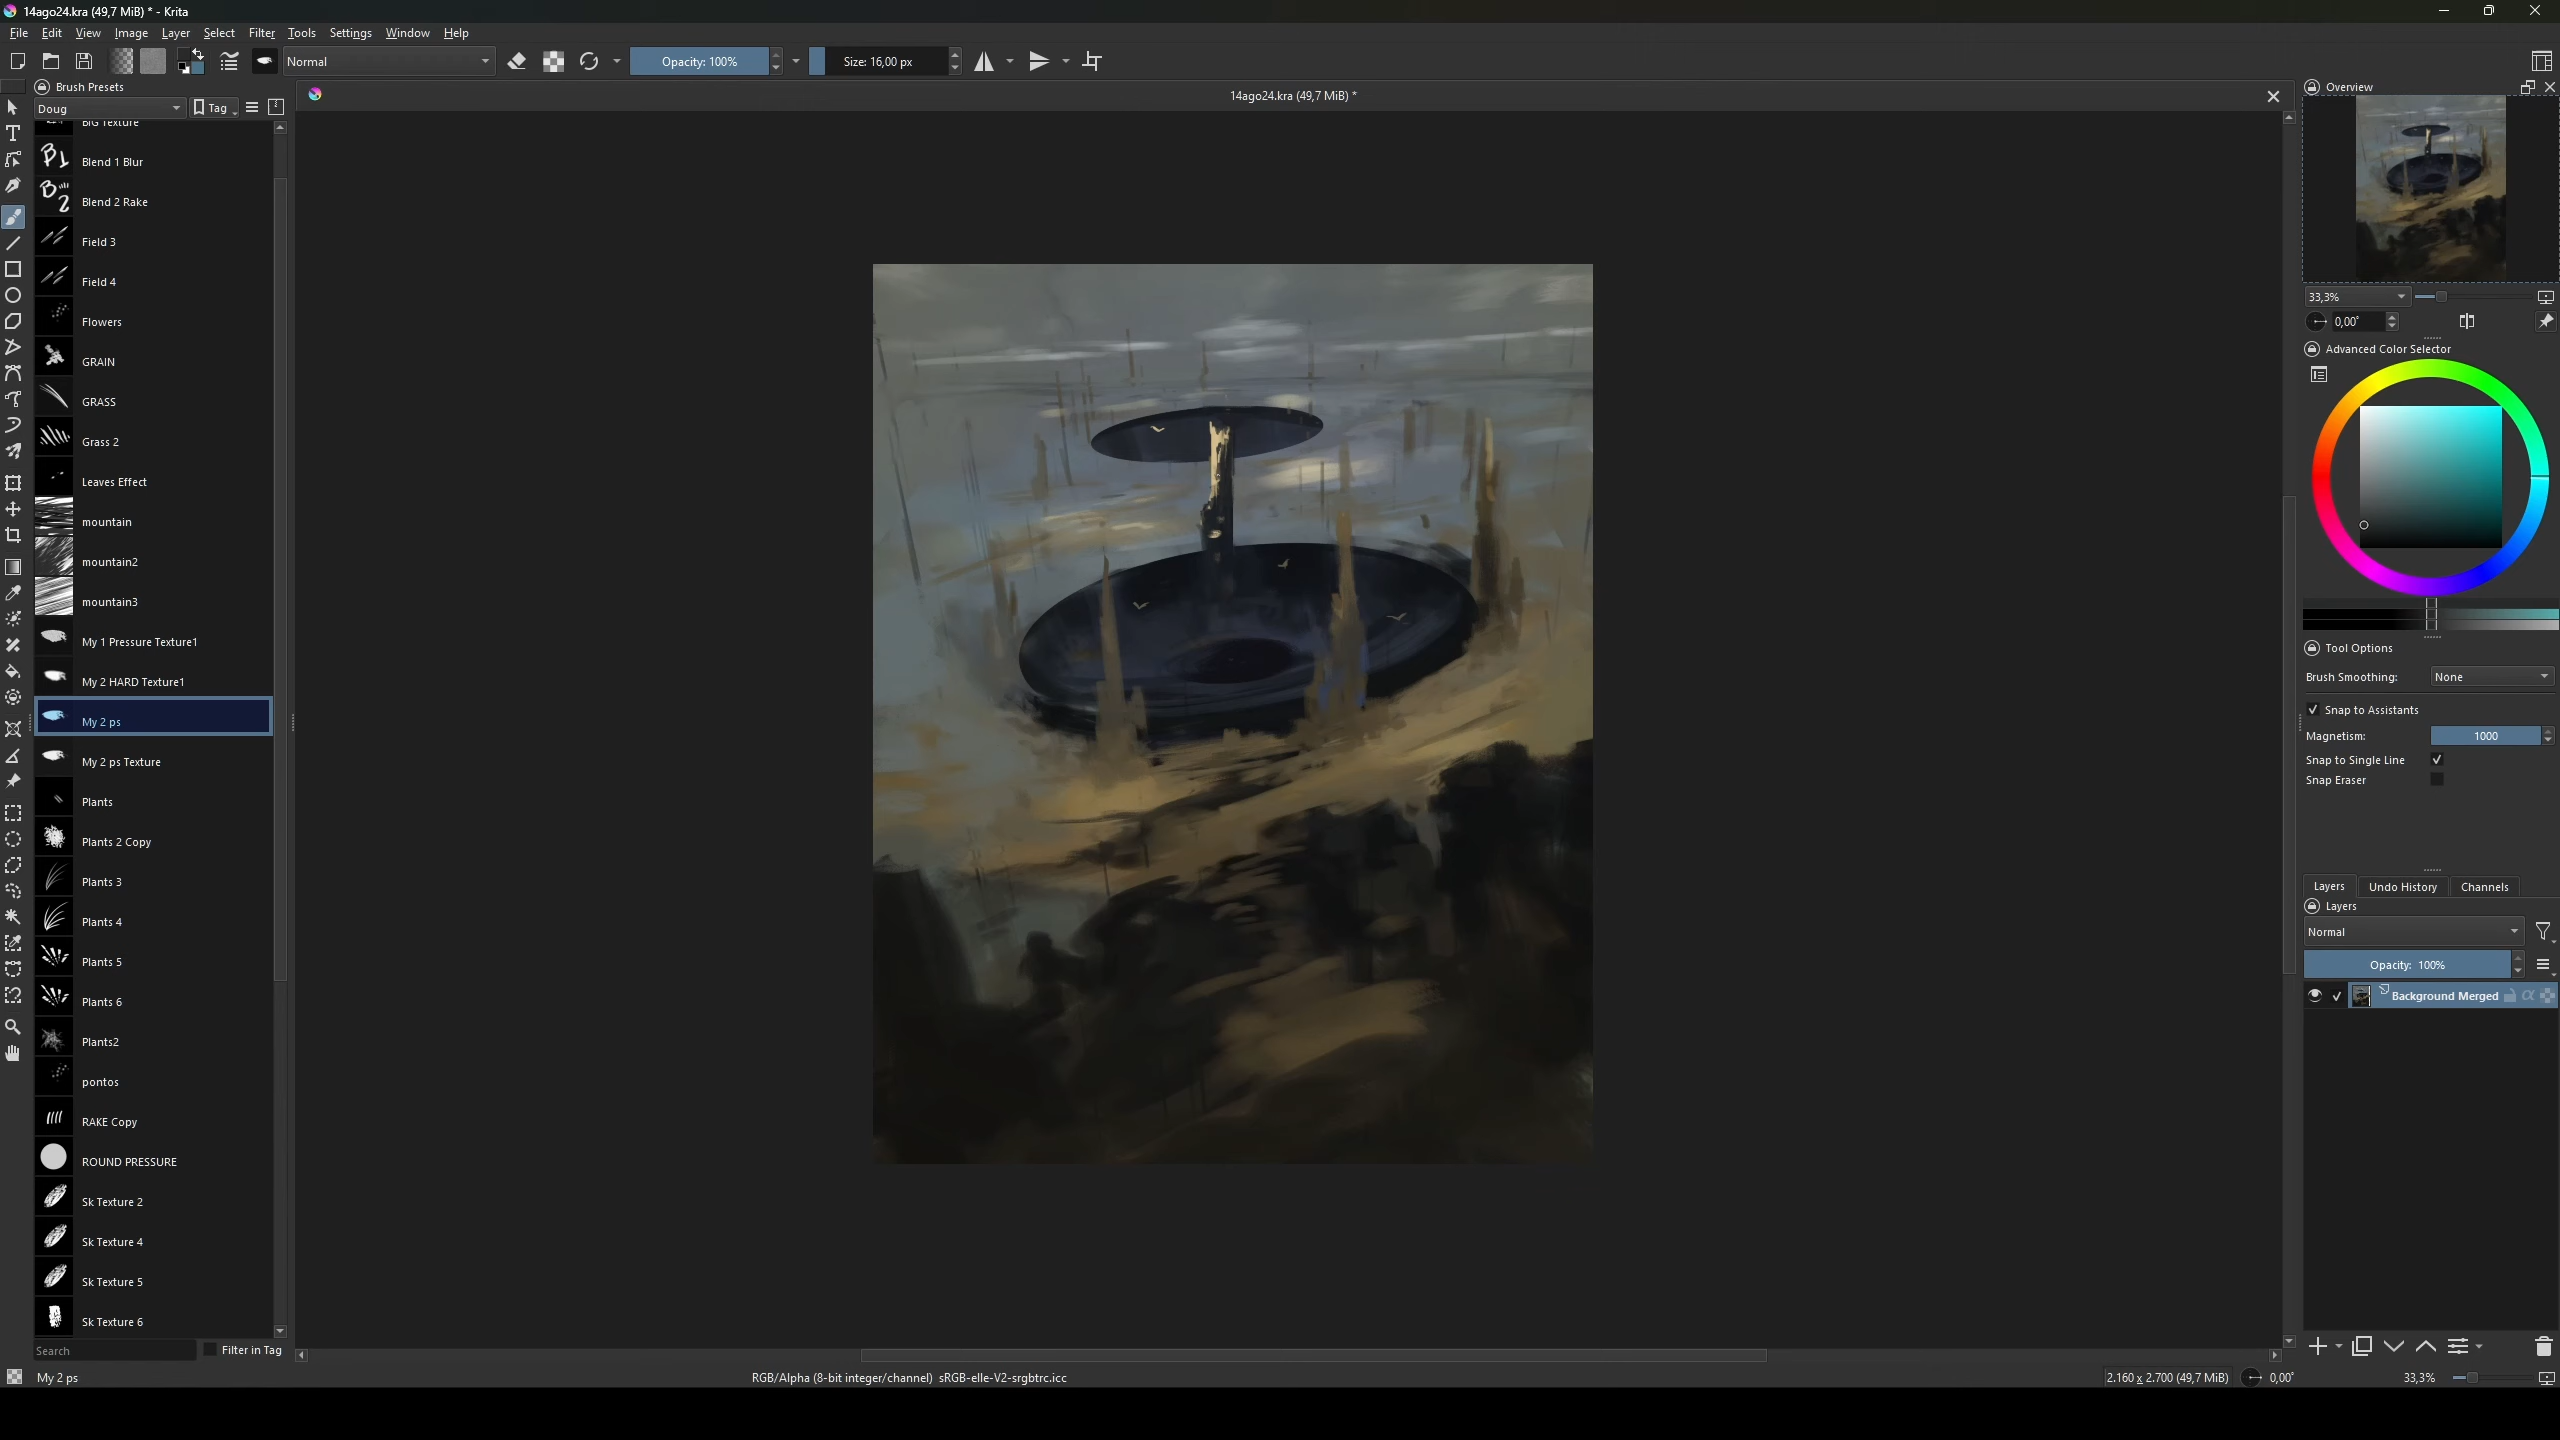 14ago24.kra (49,7 MiB) * - Krita
File Edit View Image Layer Select Filter Tools Settings Window Help
Normal Opacity: 100% Size: 16,00 px
Brush Presets
Doug Tag
14ago24.kra (49,7 MiB) *
BIG Texture
Blend 1 Blur
Blend 2 Rake
Field 3
Field 4
Flowers
GRAIN
GRASS
Grass 2
Leaves Effect
mountain
mountain2
mountain3
My 1 Pressure Texture1
My 2 HARD Texture1
My 2 ps
My 2 ps Texture
Plants
Plants 2 Copy
Plants 3
Plants 4
Plants 5
Plants 6
Plants2
pontos
RAKE Copy
ROUND PRESSURE
Sk Texture 2
Sk Texture 4
Sk Texture 5
Sk Texture 6
Search Filter in Tag
Overview
33,3%
0,00°
Advanced Color Selector
Tool Options
Brush Smoothing: None
Snap to Assistants
Magnetism: 1000
Snap to Single Line
Snap Eraser
Layers Undo History Channels
Layers
Normal
Opacity: 100%
Background Merged
My 2 ps RGB/Alpha (8-bit integer/channel) sRGB-elle-V2-srgbtrc.icc 2.160 x 2.700 (49,7 MiB) 0,00° 33,3%